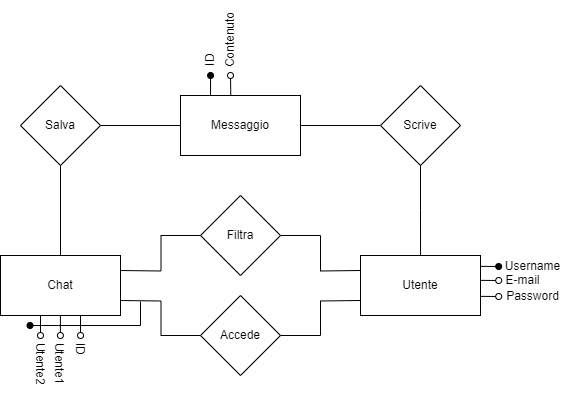 ID
Contenuto
Salva
Messaggio
Scrive
Filtra
Chat
Utente
Username
E-mail
Password
Accede
Utente2
Utente1
ID